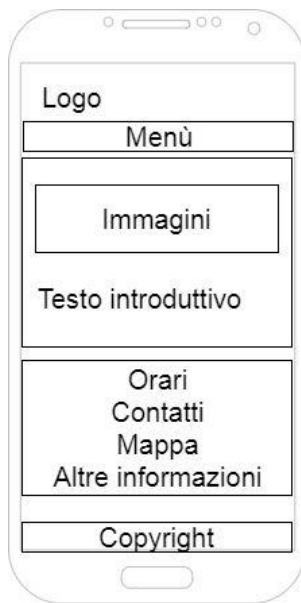 Logo
Menù
Immagini
Testo introduttivo
Orari
Contatti
Mappa
Altre informazioni
Copyright